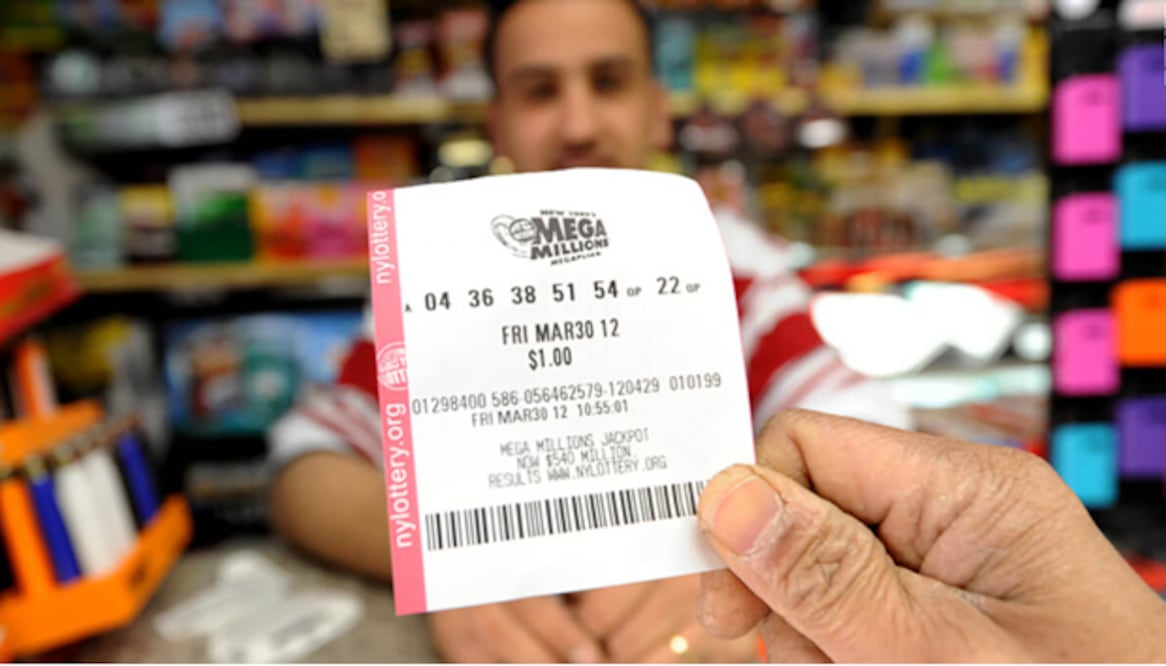 nylottery.o
nylottery.org
NEW YORK'S
MEGA
MILLIONS
MEGAPLIER
A 04 36 38 51 54 QP 22 QP
FRI MAR30 12
$1.00
01298400 586-056462579-120429 010199
FRI MAR30 12 10:55:01
MEGA MILLIONS JACKPOT
NOW $540 MILLION.
RESULTS WWW.NYLOTTERY.ORG